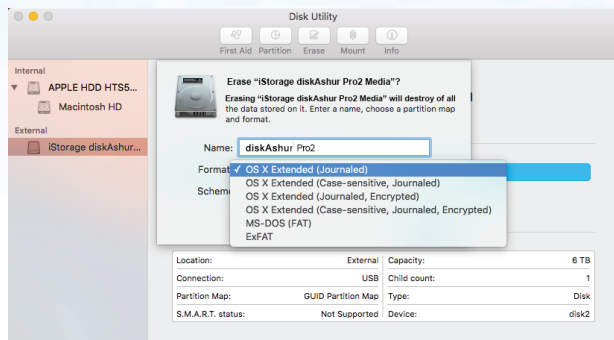 Disk Utility
First Aid Partition Erase Mount Info
Internal
APPLE HDD HTS5...
Macintosh HD
External
iStorage diskAshur...
Erase “iStorage diskAshur Pro2 Media”?
Erasing “iStorage diskAshur Pro2 Media” will destroy of all
the data stored on it. Enter a name, choose a partition map
and format.
Name: diskAshur Pro2
Format ✓ OS X Extended (Journaled)
OS X Extended (Case-sensitive, Journaled)
Scheme
OS X Extended (Journaled, Encrypted)
OS X Extended (Case-sensitive, Journaled, Encrypted)
MS-DOS (FAT)
ExFAT
Location: External Capacity: 6 TB
Connection: USB Child count: 1
Partition Map: GUID Partition Map Type: Disk
S.M.A.R.T. status: Not Supported Device: disk2